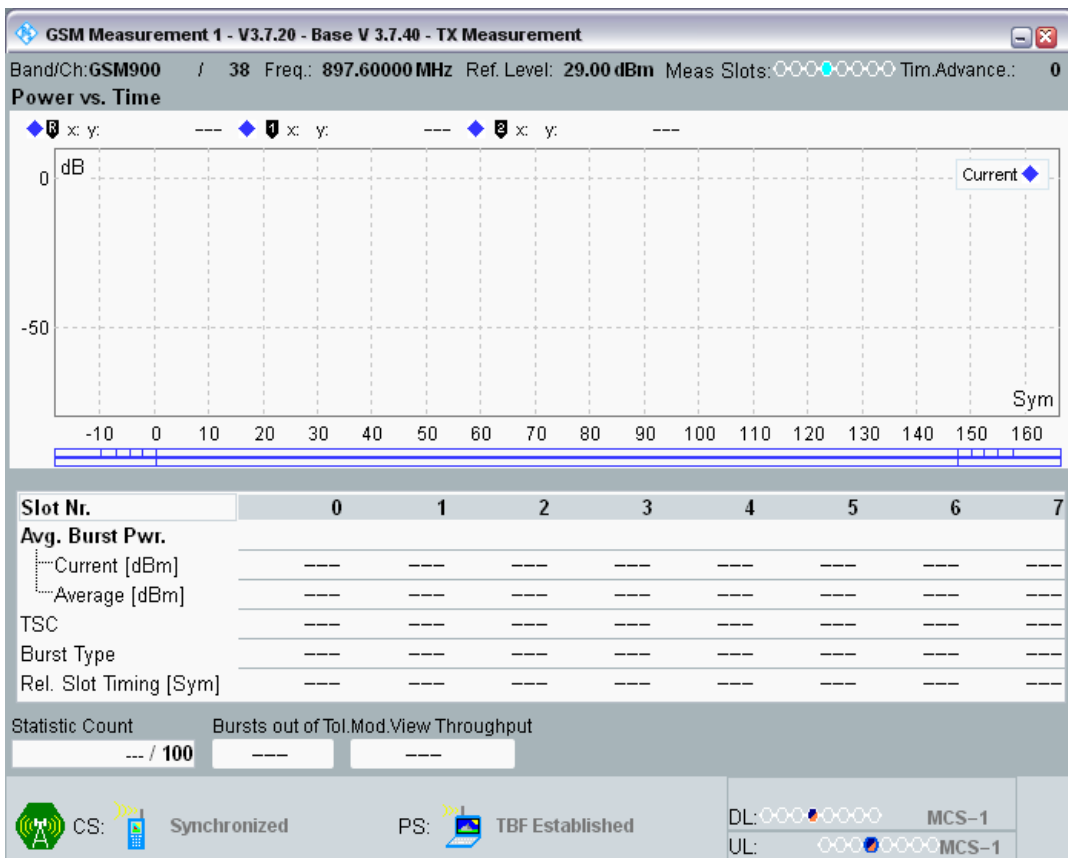 GSM Measurement 1 - V3.7.20 - Base V 3.7.40 - TX Measurement
Band/Ch:GSM900 / 38 Freq.: 897.60000 MHz Ref. Level: 29.00 dBm Meas Slots: Tim.Advance.: 0
Power vs. Time
R x: y: --- 1 x: y: --- 2 x: y: ---
dB
0
Current
-50
Sym
-10 0 10 20 30 40 50 60 70 80 90 100 110 120 130 140 150 160
Slot Nr. 0 1 2 3 4 5 6 7
Avg. Burst Pwr.
Current [dBm] --- --- --- --- --- --- --- ---
Average [dBm] --- --- --- --- --- --- --- ---
TSC --- --- --- --- --- --- --- ---
Burst Type --- --- --- --- --- --- --- ---
Rel. Slot Timing [Sym] --- --- --- --- --- --- --- ---
Statistic Count Bursts out of Tol.Mod.View Throughput
--- / 100 --- ---
CS: Synchronized PS: TBF Established
DL: MCS-1
UL: MCS-1